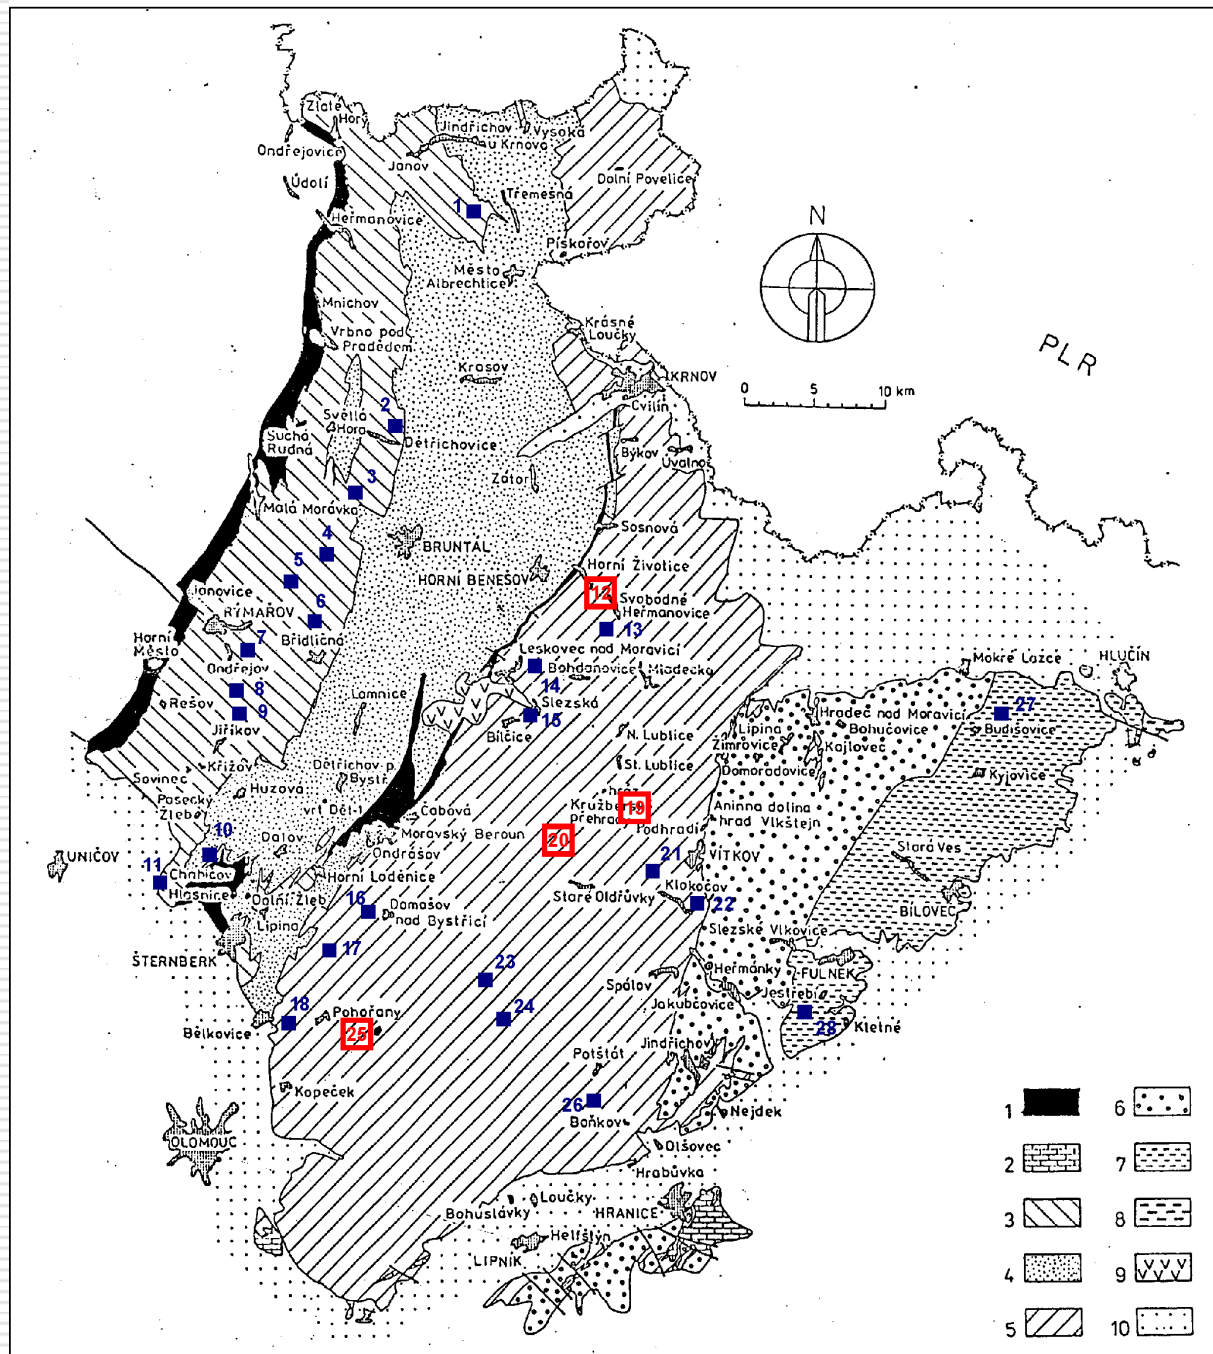 Zlaté
Hory
Jindřichov
u Krnova
Vysoká
Ondřejovice
Janov
Údolí
Dolní Povelice
Třemešná
1
Heřmanovice
N
Pískořov
Město
Albrechtice
Mnichov
Krásné
Loučky
Vrbno pod
Pradědem
PLR
Krasov
KRNOV
0 5 10 km
Cvilín
2
Světlá
Hora
Dětřichovice
Suchá
Rudná
Býkov
Úvalno
3
Zátor
Malá Morávka
Sosnová
4
BRUNTÁL
5
HORNÍ BENEŠOV
Horní Životice
Janovice
12
Svobodné
Heřmanovice
6
RÝMAŘOV
13
Horní
Město
7
Břidličná
Leskovec nad Moravicí
Ondřejov
Bohdanovice
Mladecko
Mokré Lazce
HLUČÍN
8
14
Rešov
9
Lomnice
Slezská
27
15
Jiříkov
Bilčice
N. Lublice
Lipina
Hradec nad Moravicí
Bohučovice
Budišovice
Žimrovice
Kajlovec
Křížov
Dětřichov p.
Bystř.
St. Lublice
Domoradovice
Kyjovice
Sovinec
Huzová
Pasecký
Žleb
vrt Dět-1
Čabová
hráz
Kružberk
přehrada
19
Aninna dolina
hrad Vlkštejn
Dalov
Moravský Beroun
20
Podhradí
10
Ondrášov
VÍTKOV
Stará Ves
UNIČOV
11
Chabičov
Horní Loděnice
21
Hlásnice
Dolní Žleb
Staré Oldřůvky
Klokočov
BÍLOVEC
16
Domašov
nad Bystřicí
22
Lipina
Slezské Vlkovice
ŠTERNBERK
17
23
Heřmánky
FULNEK
Spálov
18
24
Jakubčovice
Jestřebí
Pohořany
28
Kletné
Bělkovice
25
Jindřichov
Potštát
Kopeček
26
Nejdek
Boňkov
OLOMOUC
Olšovec
Hrabůvka
Loučky
Bohuslávky
HRANICE
Helfštýn
LIPNÍK
1
6
2
7
3
8
4
9
5
10